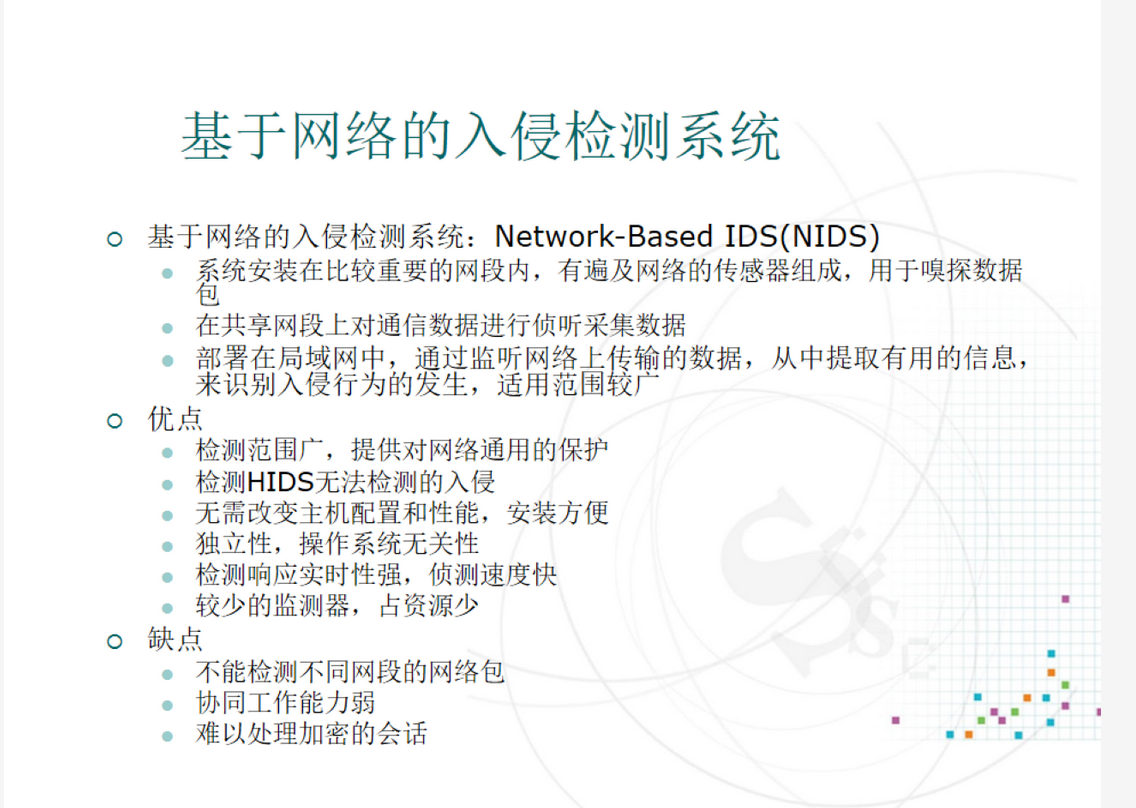 基于网络的入侵检测系统
基于网络的入侵检测系统：Network-Based IDS(NIDS)
系统安装在比较重要的网段内，有遍及网络的传感器组成，用于嗅探数据
包
在共享网段上对通信数据进行侦听采集数据
部署在局域网中，通过监听网络上传输的数据，从中提取有用的信息，
来识别入侵行为的发生，适用范围较广
优点
检测范围广，提供对网络通用的保护
检测HIDS无法检测的入侵
无需改变主机配置和性能，安装方便
独立性，操作系统无关性
检测响应实时性强，侦测速度快
较少的监测器，占资源少
缺点
不能检测不同网段的网络包
协同工作能力弱
难以处理加密的会话